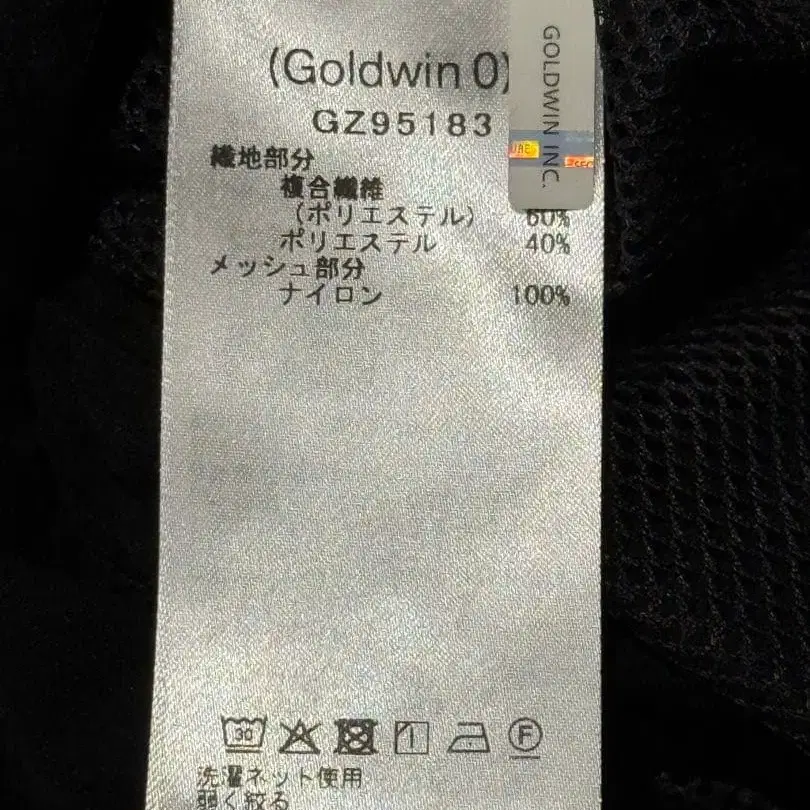 (Goldwin 0)
GZ95183
GOLDWIN INC.
織地部分
複合繊維
(ポリエステル) 60%
ポリエステル 40%
メッシュ部分
ナイロン 100%
30
F
洗濯ネット使用
弱く絞る